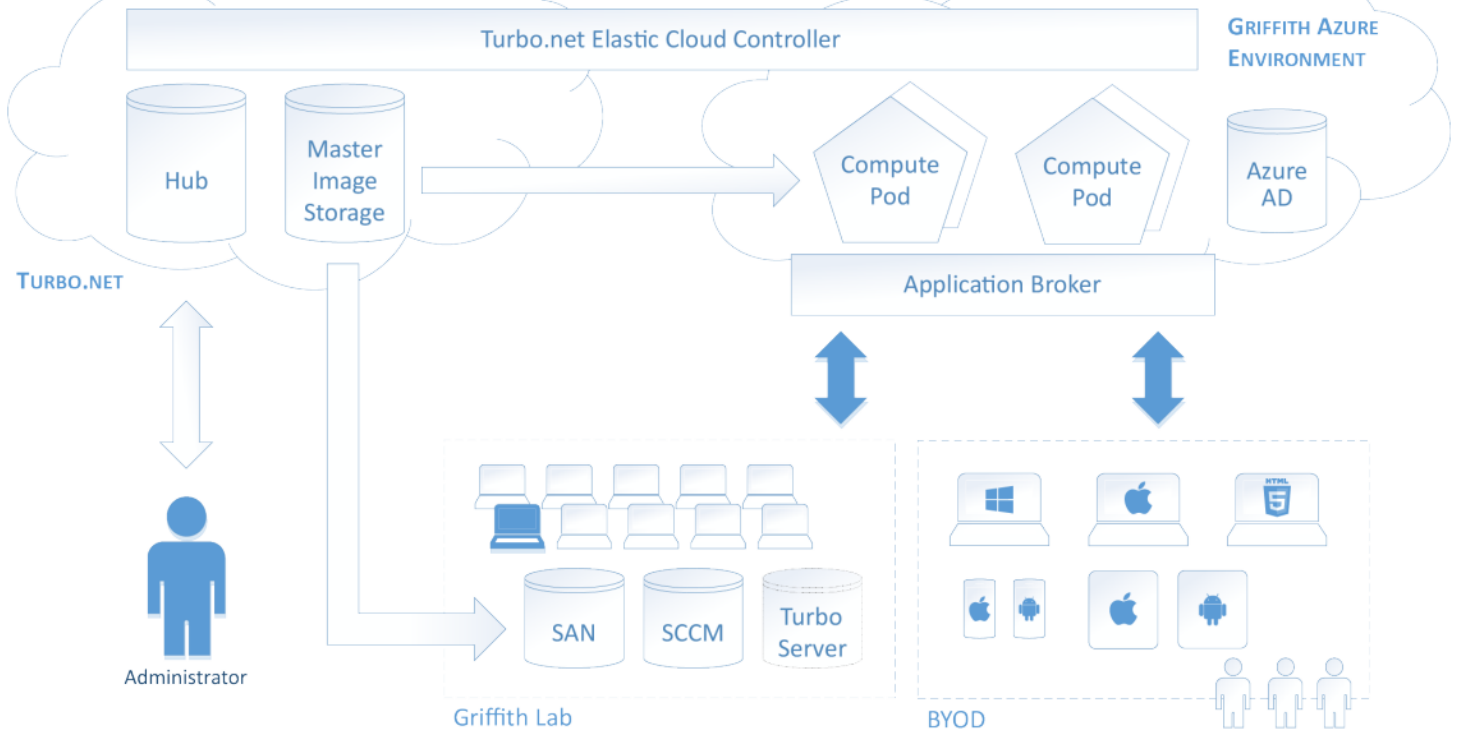 Turbo.net Elastic Cloud Controller
GRIFFITH AZURE
ENVIRONMENT
Hub
Master
Image
Storage
Compute
Pod
Compute
Pod
Azure
AD
TURBO.NET
Application Broker
HTML
5
SAN
SCCM
Turbo
Server
Administrator
Griffith Lab
BYOD